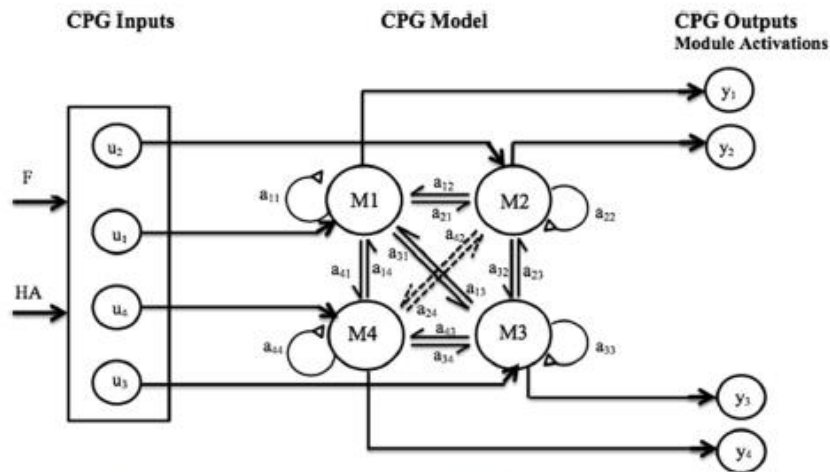 CPG Inputs
CPG Model
CPG Outputs
Module Activations
y₁
u₂
y₂
F
a₁₁
M1
a₁₂
a₂₁
M2
a₂₂
u₁
a₃₁
a₄₂
a₄₁
a₁₄
a₃₂
a₂₃
HA
u₄
a₂₄
a₁₃
a₄₄
M4
a₄₃
a₃₄
M3
a₃₃
u₃
y₃
y₄